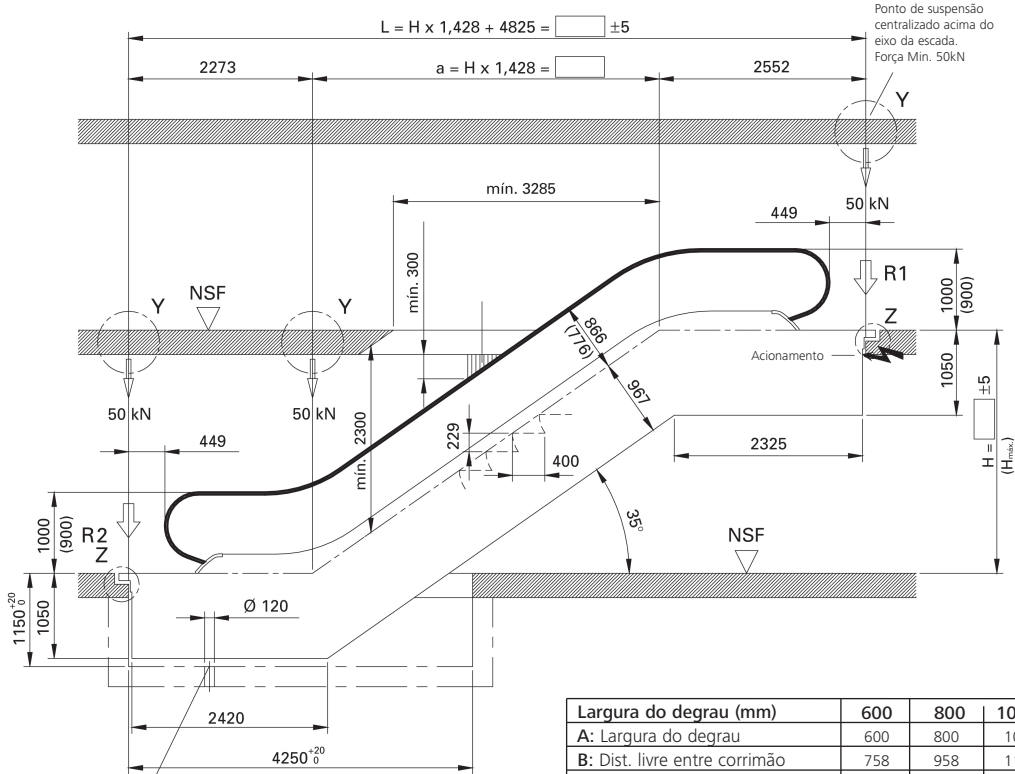 Ponto de suspensão
centralizado acima do
eixo da escada.
Força Min. 50kN
L = H x 1,428 + 4825 = ±5
2273
a = H x 1,428 =
2552
Y
mín. 3285
449
50 kN
R1
Z
1000
(900)
Y
NSF
Y
mín. 300
866
(776)
Acionamento
1050
H = ±5
(Hmáx.)
50 kN
50 kN
967
mín. 2300
229
400
2325
449
1000
(900)
R2
Z
35°
NSF
1150 +20 0
1050
Ø 120
2420
4250 +20 0
Largura do degrau (mm) 600 800
A: Largura do degrau 600 800
B: Dist. livre entre corrimão 758 958